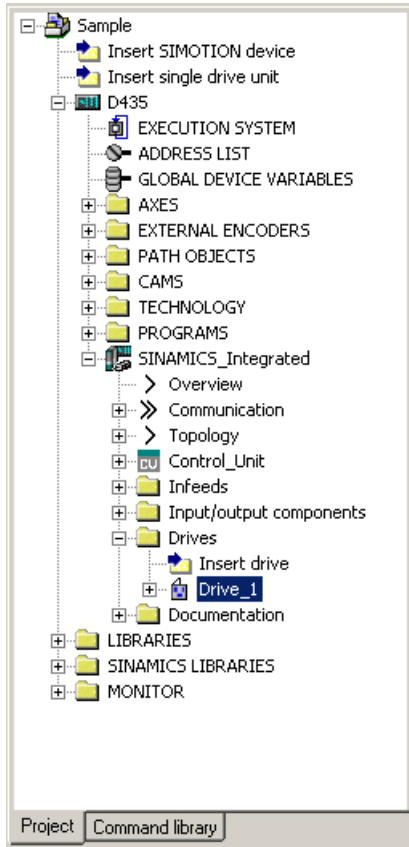 Sample
Insert SIMOTION device
Insert single drive unit
D435
EXECUTION SYSTEM
ADDRESS LIST
GLOBAL DEVICE VARIABLES
AXES
EXTERNAL ENCODERS
PATH OBJECTS
CAMS
TECHNOLOGY
PROGRAMS
SINAMICS_Integrated
Overview
Communication
Topology
CU Control_Unit
Infeeds
Input/output components
Drives
Insert drive
Drive_1
Documentation
LIBRARIES
SINAMICS LIBRARIES
MONITOR
Project Command library